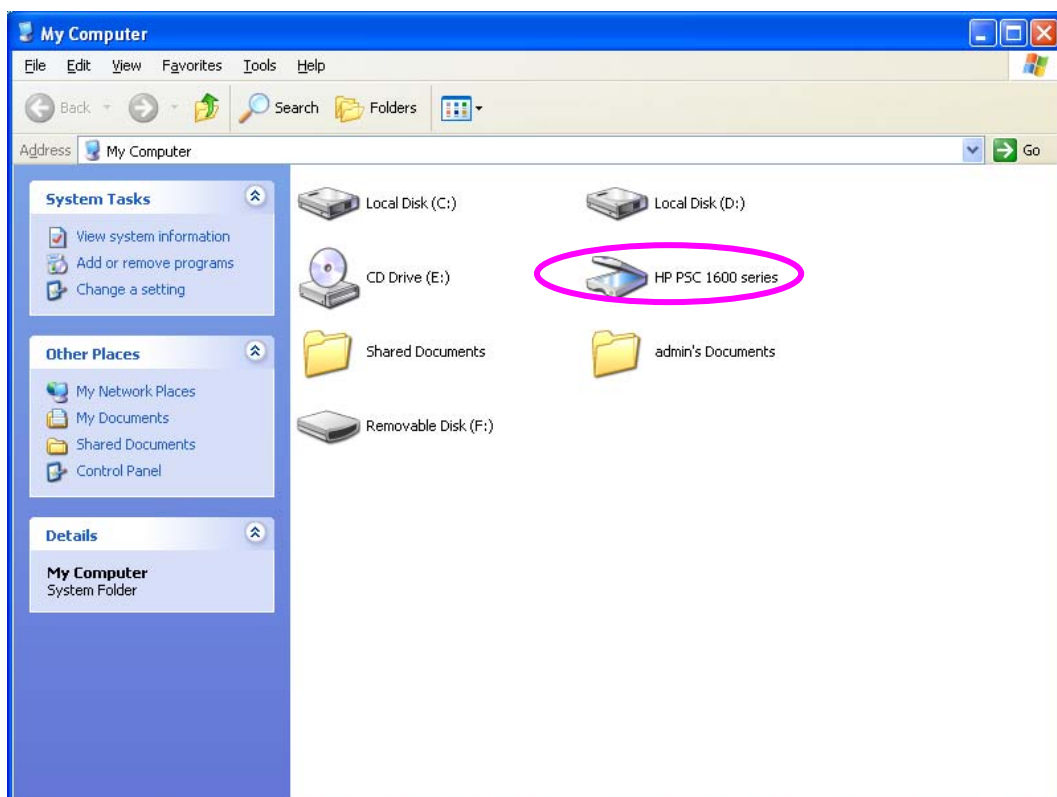 My Computer
File Edit View Favorites Tools Help
Back Search Folders
Address My Computer Go
System Tasks
View system information
Add or remove programs
Change a setting
Other Places
My Network Places
My Documents
Shared Documents
Control Panel
Details
My Computer
System Folder
Local Disk (C:) Local Disk (D:)
CD Drive (E:) HP PSC 1600 series
Shared Documents admin's Documents
Removable Disk (F:)